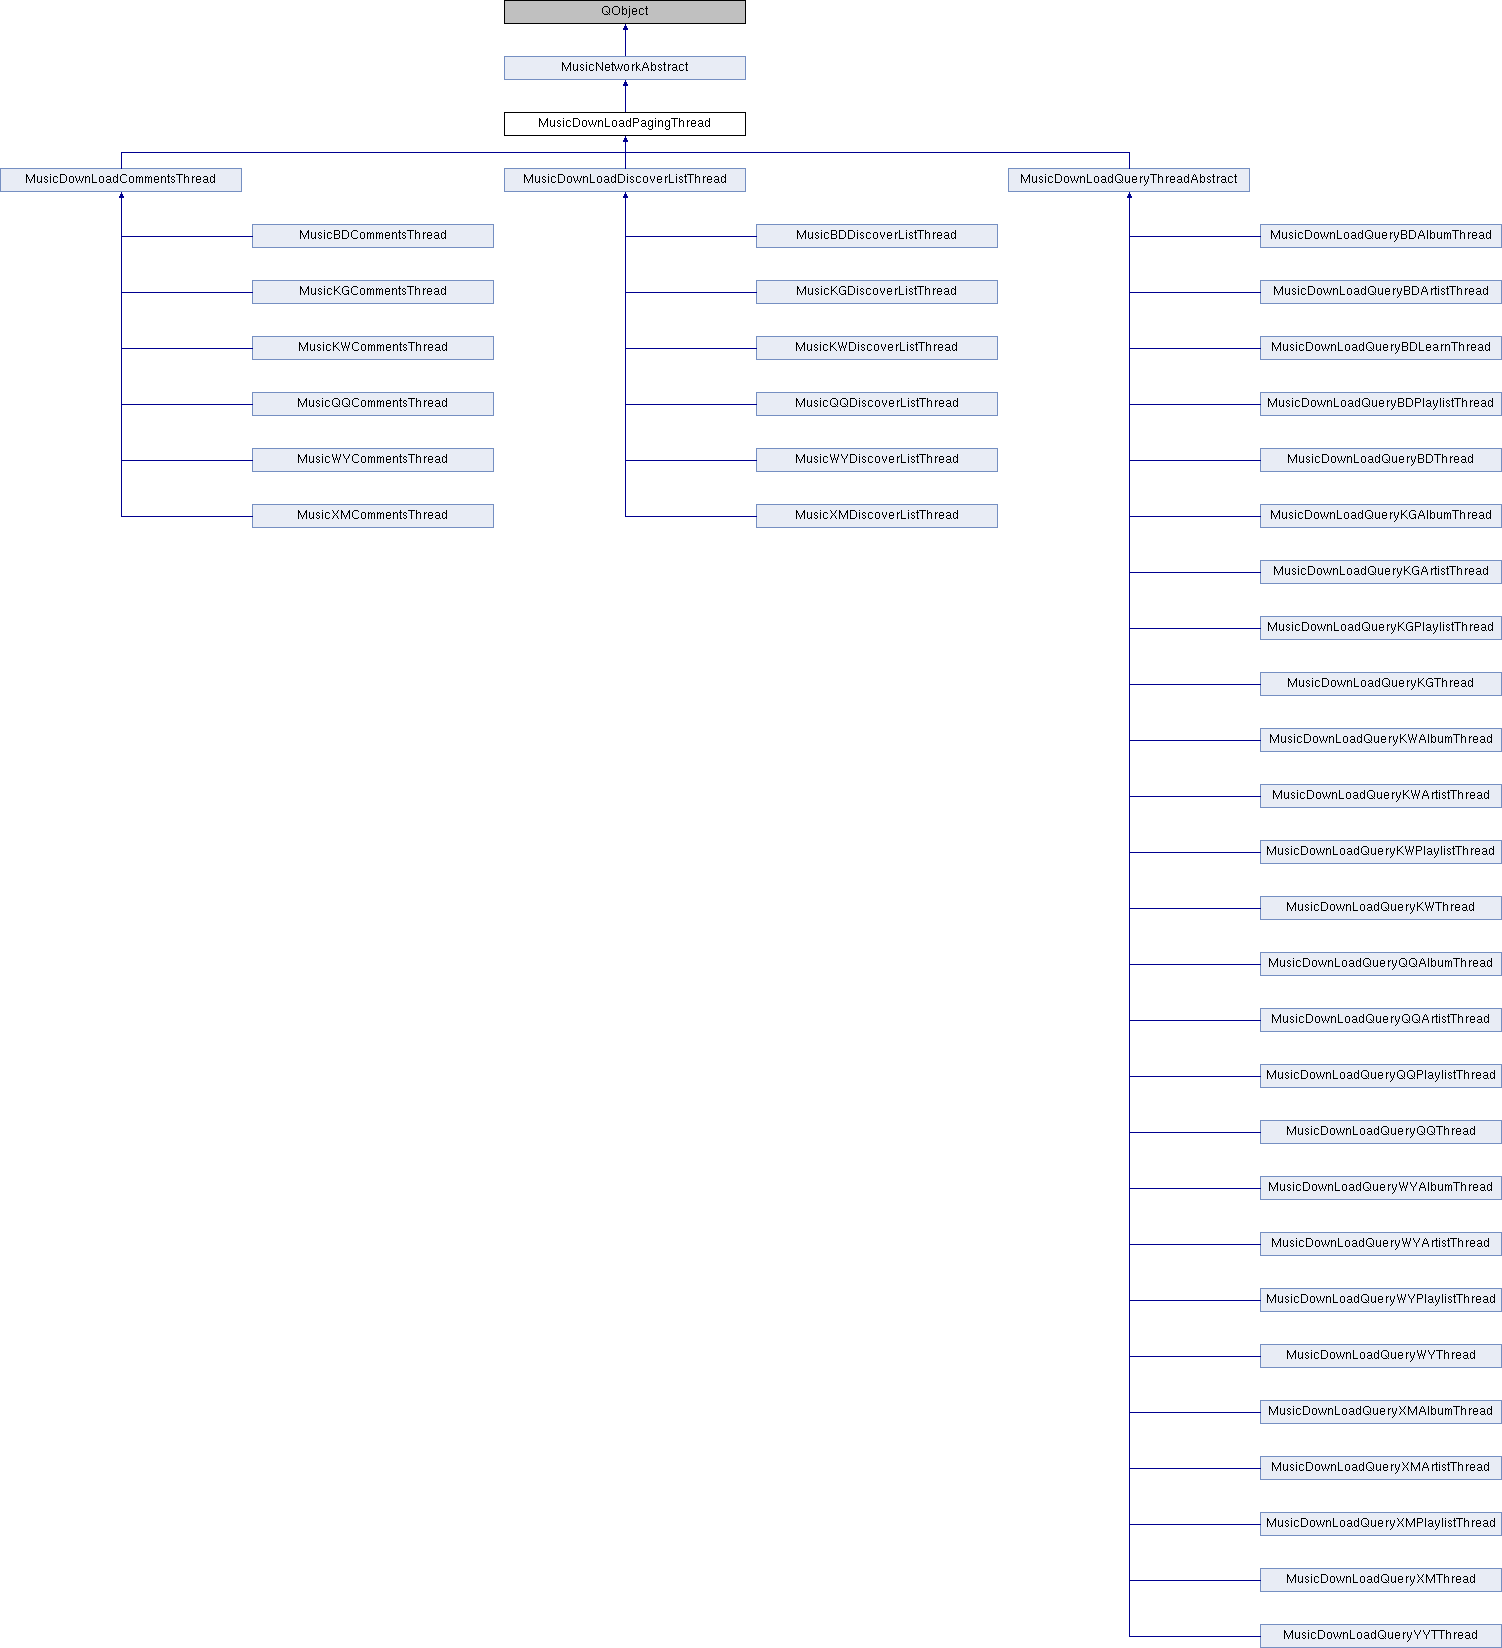 QObject
MusicNetworkAbstract
MusicDownLoadPagingThread
MusicDownLoadCommentsThread
MusicDownLoadDiscoverListThread
MusicDownLoadQueryThreadAbstract
MusicBDCommentsThread
MusicBDDiscoverListThread
MusicDownLoadQueryBDAlbumThread
MusicKGCommentsThread
MusicKGDiscoverListThread
MusicDownLoadQueryBDArtistThread
MusicKWCommentsThread
MusicKWDiscoverListThread
MusicDownLoadQueryBDLearnThread
MusicQQCommentsThread
MusicQQDiscoverListThread
MusicDownLoadQueryBDPlaylistThread
MusicWYCommentsThread
MusicWYDiscoverListThread
MusicDownLoadQueryBDThread
MusicXMCommentsThread
MusicXMDiscoverListThread
MusicDownLoadQueryKGAlbumThread
MusicDownLoadQueryKGArtistThread
MusicDownLoadQueryKGPlaylistThread
MusicDownLoadQueryKGThread
MusicDownLoadQueryKWAlbumThread
MusicDownLoadQueryKWArtistThread
MusicDownLoadQueryKWPlaylistThread
MusicDownLoadQueryKWThread
MusicDownLoadQueryQQAlbumThread
MusicDownLoadQueryQQArtistThread
MusicDownLoadQueryQQPlaylistThread
MusicDownLoadQueryQQThread
MusicDownLoadQueryWYAlbumThread
MusicDownLoadQueryWYArtistThread
MusicDownLoadQueryWYPlaylistThread
MusicDownLoadQueryWYThread
MusicDownLoadQueryXMAlbumThread
MusicDownLoadQueryXMArtistThread
MusicDownLoadQueryXMPlaylistThread
MusicDownLoadQueryXMThread
MusicDownLoadQueryYYTThread